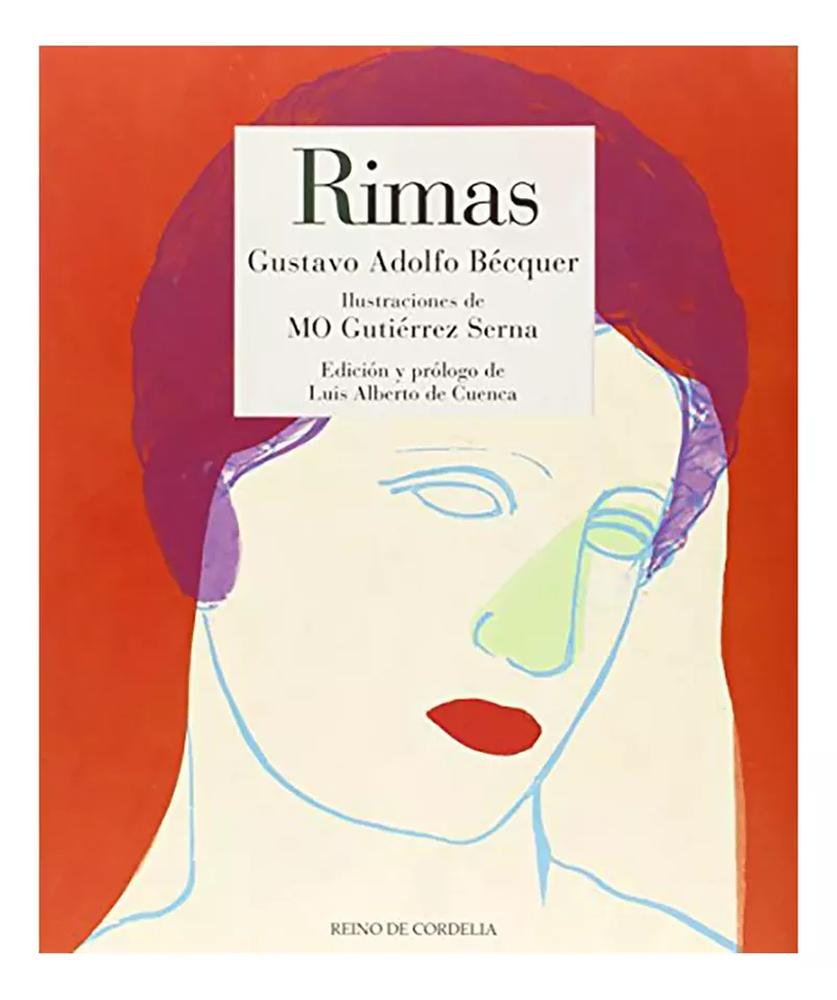 Rimas
Gustavo Adolfo Bécquer
Ilustraciones de
MO Gutiérrez Serna
Edición y prólogo de
Luis Alberto de Cuenca
REINO DE CORDELIA